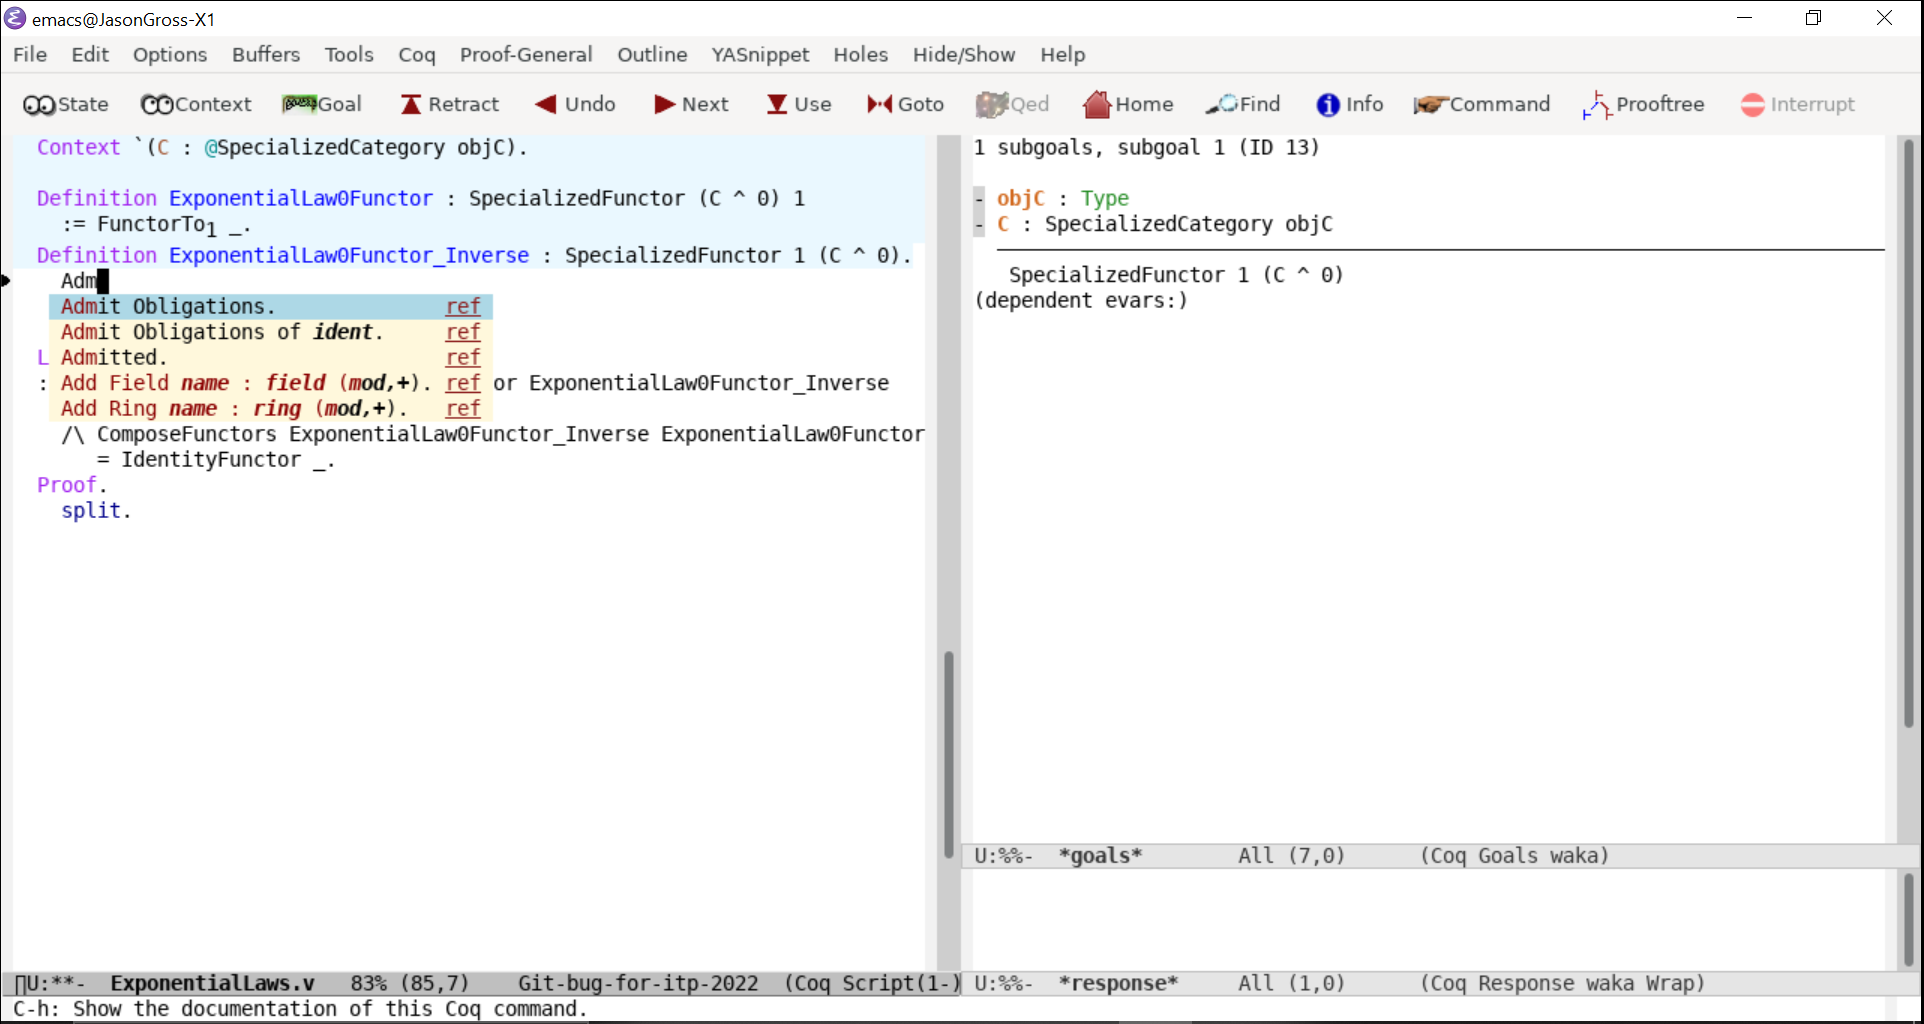 emacs@JasonGross-X1
File Edit Options Buffers Tools Coq Proof-General Outline YASnippet Holes Hide/Show Help
State Context Goal Retract Undo Next Use Goto Qed Home Find Info Command Prooftree Interrupt
Context `(C : @SpecializedCategory objC).
Definition ExponentialLaw0Functor : SpecializedFunctor (C ^ 0) 1
:= FunctorTo1 _.
Definition ExponentialLaw0Functor_Inverse : SpecializedFunctor 1 (C ^ 0).
Adm
Admit Obligations. ref
Admit Obligations of ident. ref
L Admitted. ref
: Add Field name : field (mod,+). ref or ExponentialLaw0Functor_Inverse
Add Ring name : ring (mod,+). ref
/\ ComposeFunctors ExponentialLaw0Functor_Inverse ExponentialLaw0Functor
= IdentityFunctor _.
Proof.
split.
U:**- ExponentialLaws.v 83% (85,7) Git-bug-for-itp-2022 (Coq Script(1-)
C-h: Show the documentation of this Coq command.
1 subgoals, subgoal 1 (ID 13)
- objC : Type
- C : SpecializedCategory objC
SpecializedFunctor 1 (C ^ 0)
(dependent evars:)
U:%%- *goals* All (7,0) (Coq Goals waka)
U:%%- *response* All (1,0) (Coq Response waka Wrap)